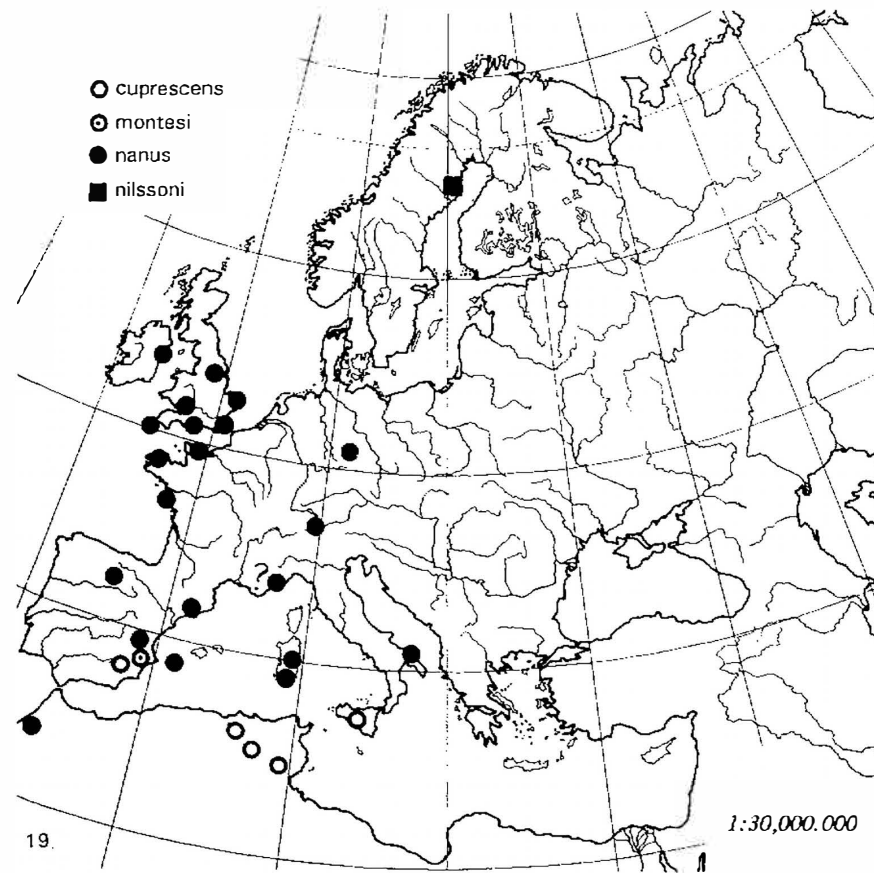 cuprescens
montesi
nanus
nilssoni
19.
1:30,000.000